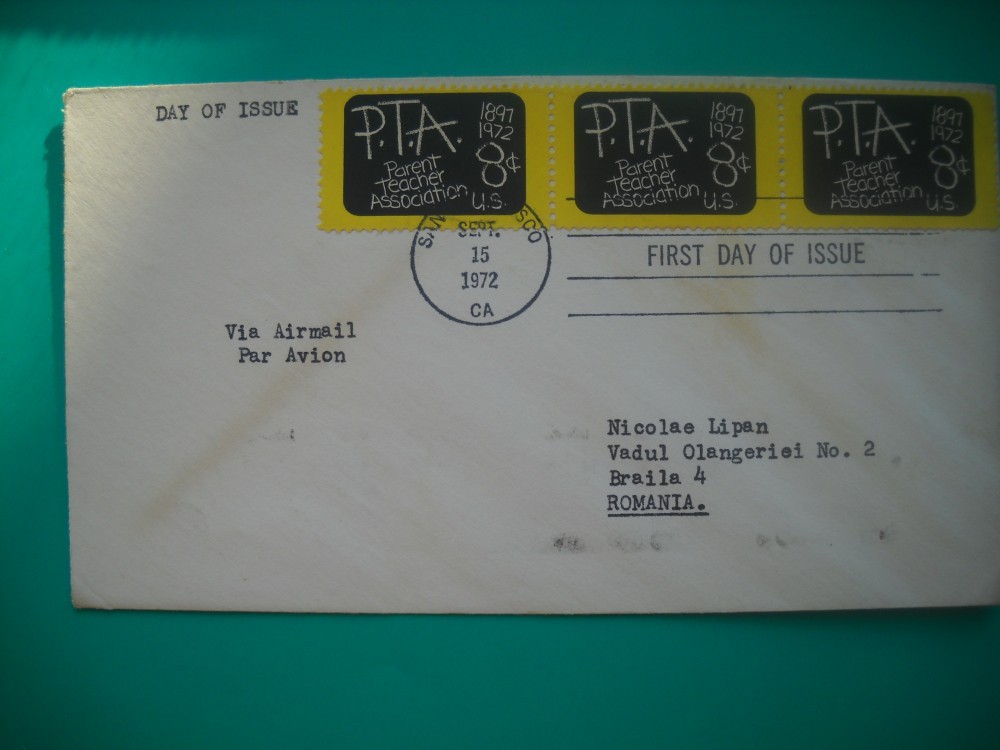 DAY OF ISSUE
P.T.A. 1897
1972
8¢
Parent
teacher
Association U.S.
P.T.A. 1897
1972
8¢
Parent
teacher
Association U.S.
P.T.A. 1897
1972
8¢
Parent
teacher
Association U.S.
SAN SCO
SEPT.
15
1972
CA
FIRST DAY OF ISSUE
Via Airmail
Par Avion
Nicolae Lipan
Vadul Olangeriei No. 2
Braila 4
ROMANIA.